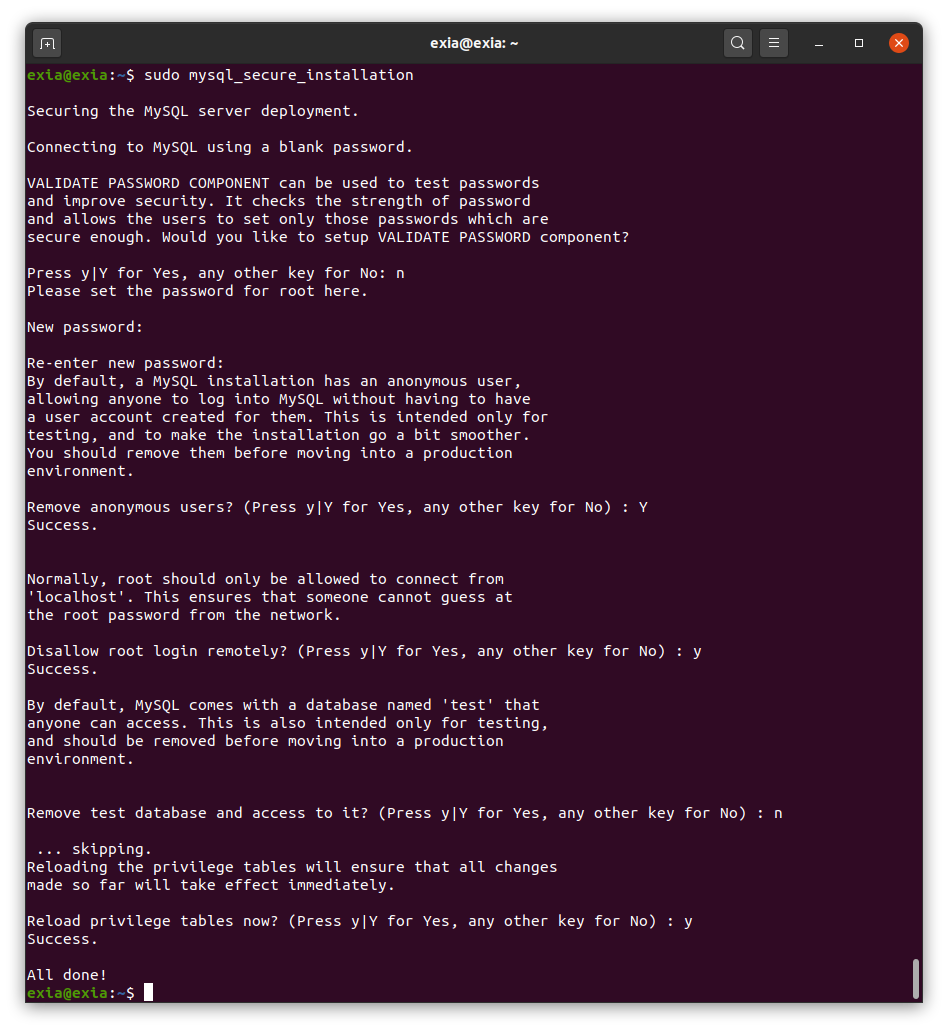 exia@exia: ~
exia@exia:~$ sudo mysql_secure_installation
Securing the MySQL server deployment.
Connecting to MySQL using a blank password.
VALIDATE PASSWORD COMPONENT can be used to test passwords
and improve security. It checks the strength of password
and allows the users to set only those passwords which are
secure enough. Would you like to setup VALIDATE PASSWORD component?
Press y|Y for Yes, any other key for No: n
Please set the password for root here.
New password:
Re-enter new password:
By default, a MySQL installation has an anonymous user,
allowing anyone to log into MySQL without having to have
a user account created for them. This is intended only for
testing, and to make the installation go a bit smoother.
You should remove them before moving into a production
environment.
Remove anonymous users? (Press y|Y for Yes, any other key for No) : Y
Success.
Normally, root should only be allowed to connect from
'localhost'. This ensures that someone cannot guess at
the root password from the network.
Disallow root login remotely? (Press y|Y for Yes, any other key for No) : y
Success.
By default, MySQL comes with a database named 'test' that
anyone can access. This is also intended only for testing,
and should be removed before moving into a production
environment.
Remove test database and access to it? (Press y|Y for Yes, any other key for No) : n
 ... skipping.
Reloading the privilege tables will ensure that all changes
made so far will take effect immediately.
Reload privilege tables now? (Press y|Y for Yes, any other key for No) : y
Success.
All done!
exia@exia:~$